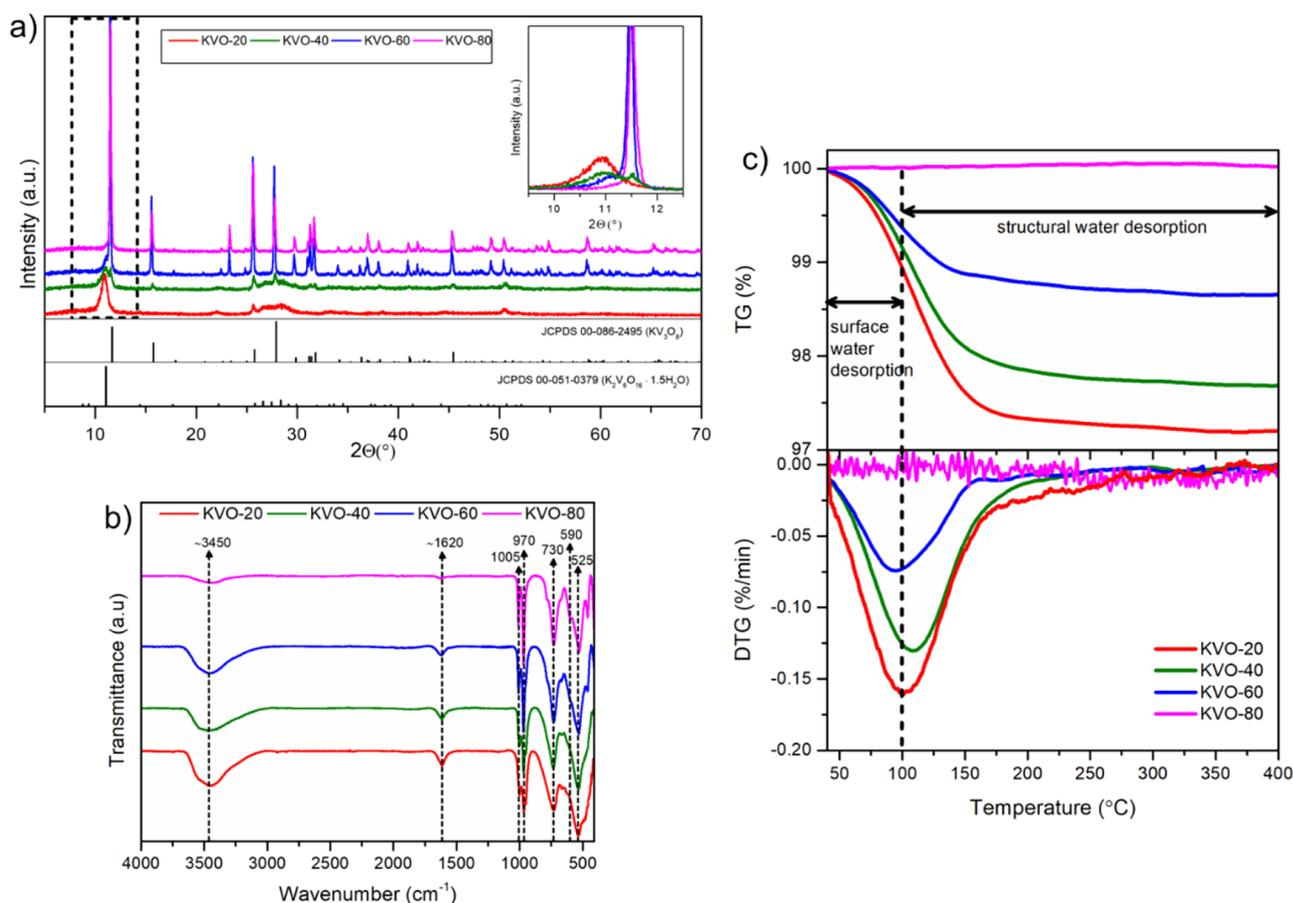 a)
KVO-20 KVO-40 KVO-60 KVO-80
Intensity (a.u.)
Intensity (a.u.)
10 11 12
2Θ(°)
JCPDS 00-086-2495 (KV3O8)
JCPDS 00-051-0379 (K2V6O16 · 1.5H2O)
10 20 30 40 50 60 70
2Θ(°)
b)
KVO-20 KVO-40 KVO-60 KVO-80
~3450
~1620
1005
970
730
590
525
Transmittance (a.u)
4000 3500 3000 2500 2000 1500 1000 500
Wavenumber (cm-1)
c)
100
99
98
97
TG (%)
structural water desorption
surface
water
desorption
0.00
-0.05
-0.10
-0.15
-0.20
DTG (%/min)
KVO-20
KVO-40
KVO-60
KVO-80
50 100 150 200 250 300 350 400
Temperature (°C)